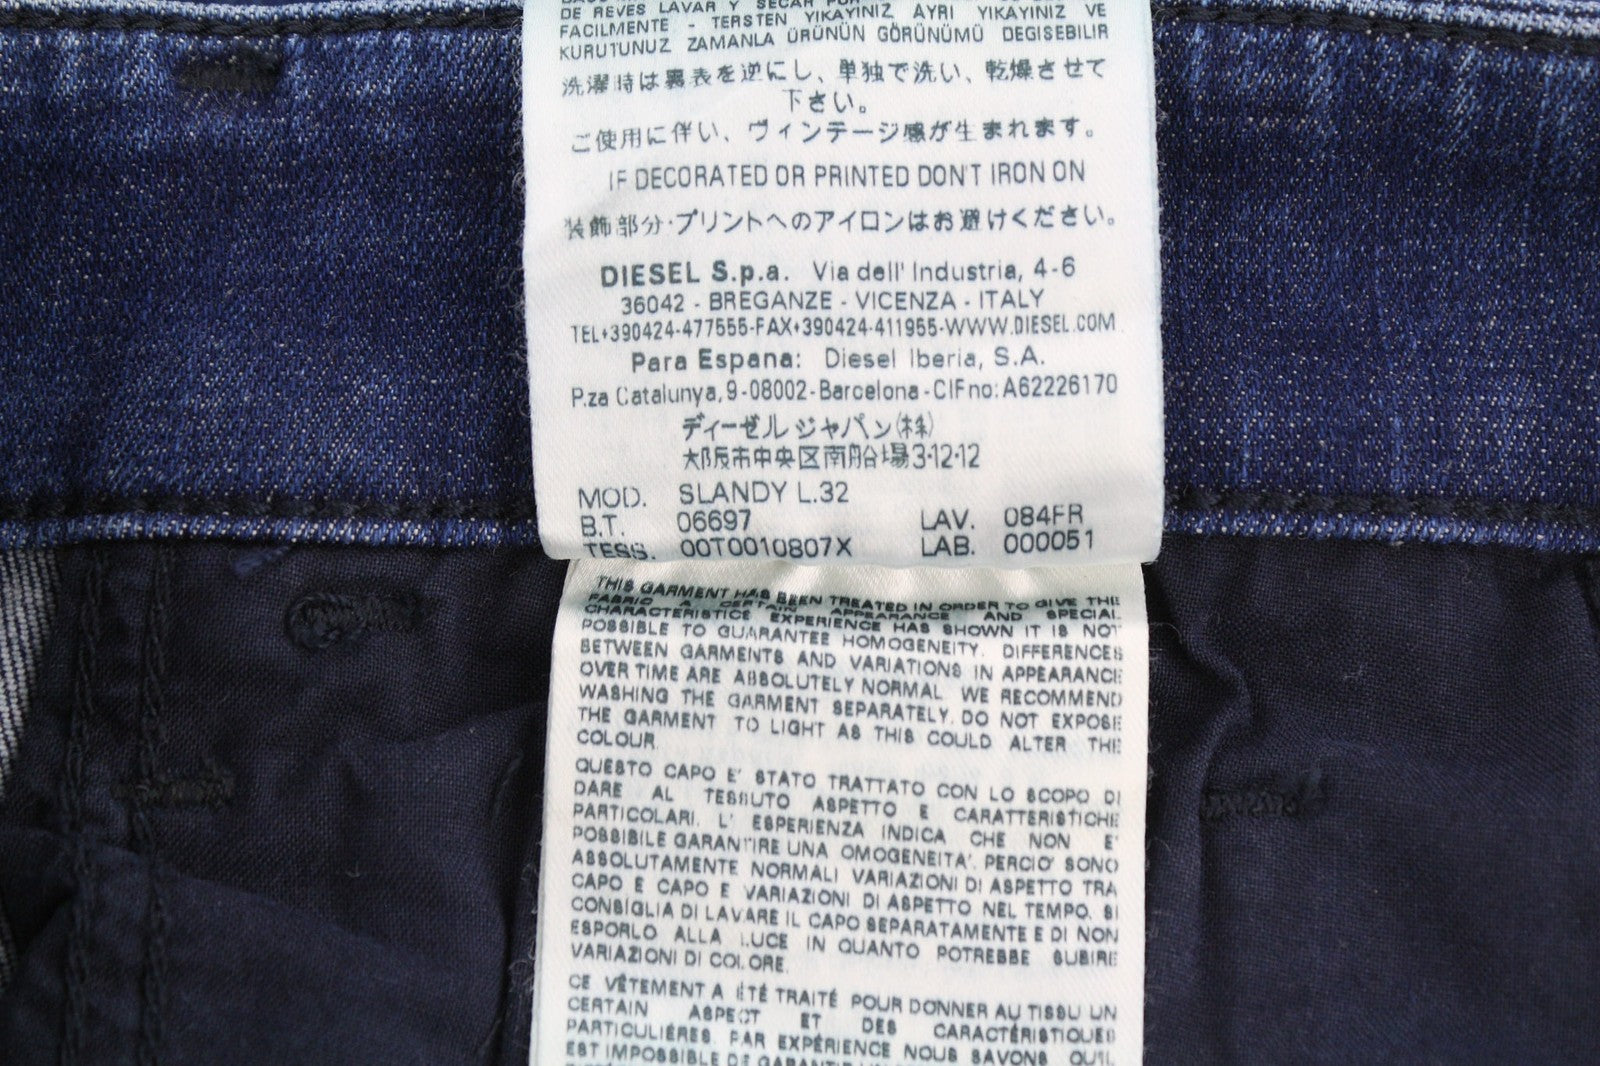 DE REVES LAVAR Y SECAR POR
FACILMENTE - TERSTEN YIKAYINIZ AYRI YIKAYINIZ VE
KURUTUNUZ ZAMANLA ÜRÜNÜN GÖRÜNÜMÜ DEGISEBILIR
洗濯時は裏表を逆にし、単独で洗い、乾燥させて
下さい。
ご使用に伴い、ヴィンテージ感が生まれます。
IF DECORATED OR PRINTED DON'T IRON ON
装飾部分・プリントへのアイロンはお避けください。
DIESEL S.p.a. Via dell' Industria, 4-6
36042 - BREGANZE - VICENZA - ITALY
TEL+390424-477555-FAX+390424-411955-WWW.DIESEL.COM
Para Espana: Diesel Iberia, S.A.
P.za Catalunya, 9 - 08002 - Barcelona - CIF no: A62226170
ディーゼル ジャパン(株)
大阪市中央区南船場3-12-12
MOD. SLANDY L.32
B.T. 06697 LAV. 084FR
TESS. 00T0010807X LAB. 000051
THIS GARMENT HAS BEEN TREATED IN ORDER TO GIVE THE
FABRIC A CERTAIN APPEARANCE AND SPECIAL
CHARACTERISTICS EXPERIENCE HAS SHOWN IT IS NOT
POSSIBLE TO GUARANTEE HOMOGENEITY. DIFFERENCES
BETWEEN GARMENTS AND VARIATIONS IN APPEARANCE
OVER TIME ARE ABSOLUTELY NORMAL WE RECOMMEND
WASHING THE GARMENT SEPARATELY. DO NOT EXPOSE
THE GARMENT TO LIGHT AS THIS COULD ALTER THE
COLOUR.
QUESTO CAPO E' STATO TRATTATO CON LO SCOPO DI
DARE AL TESSUTO ASPETTO E CARATTERISTICHE
PARTICOLARI. L' ESPERIENZA INDICA CHE NON E'
POSSIBILE GARANTIRE UNA OMOGENEITA'. PERCIO' SONO
ASSOLUTAMENTE NORMALI VARIAZIONI DI ASPETTO TRA
CAPO E CAPO E VARIAZIONI DI ASPETTO NEL TEMPO. SI
CONSIGLIA DI LAVARE IL CAPO SEPARATAMENTE E DI NON
ESPORLO ALLA LUCE IN QUANTO POTREBBE SUBIRE
VARIAZIONI DI COLORE.
CE VÊTEMENT A ÉTÉ TRAITÉ POUR DONNER AU TISSU UN
CERTAIN ASPECT ET DES CARACTÉRISTIQUES
PARTICULIÈRES. PAR EXPÉRIENCE NOUS SAVONS QU'IL
EST IMPOSSIBLE DE GARANTIR